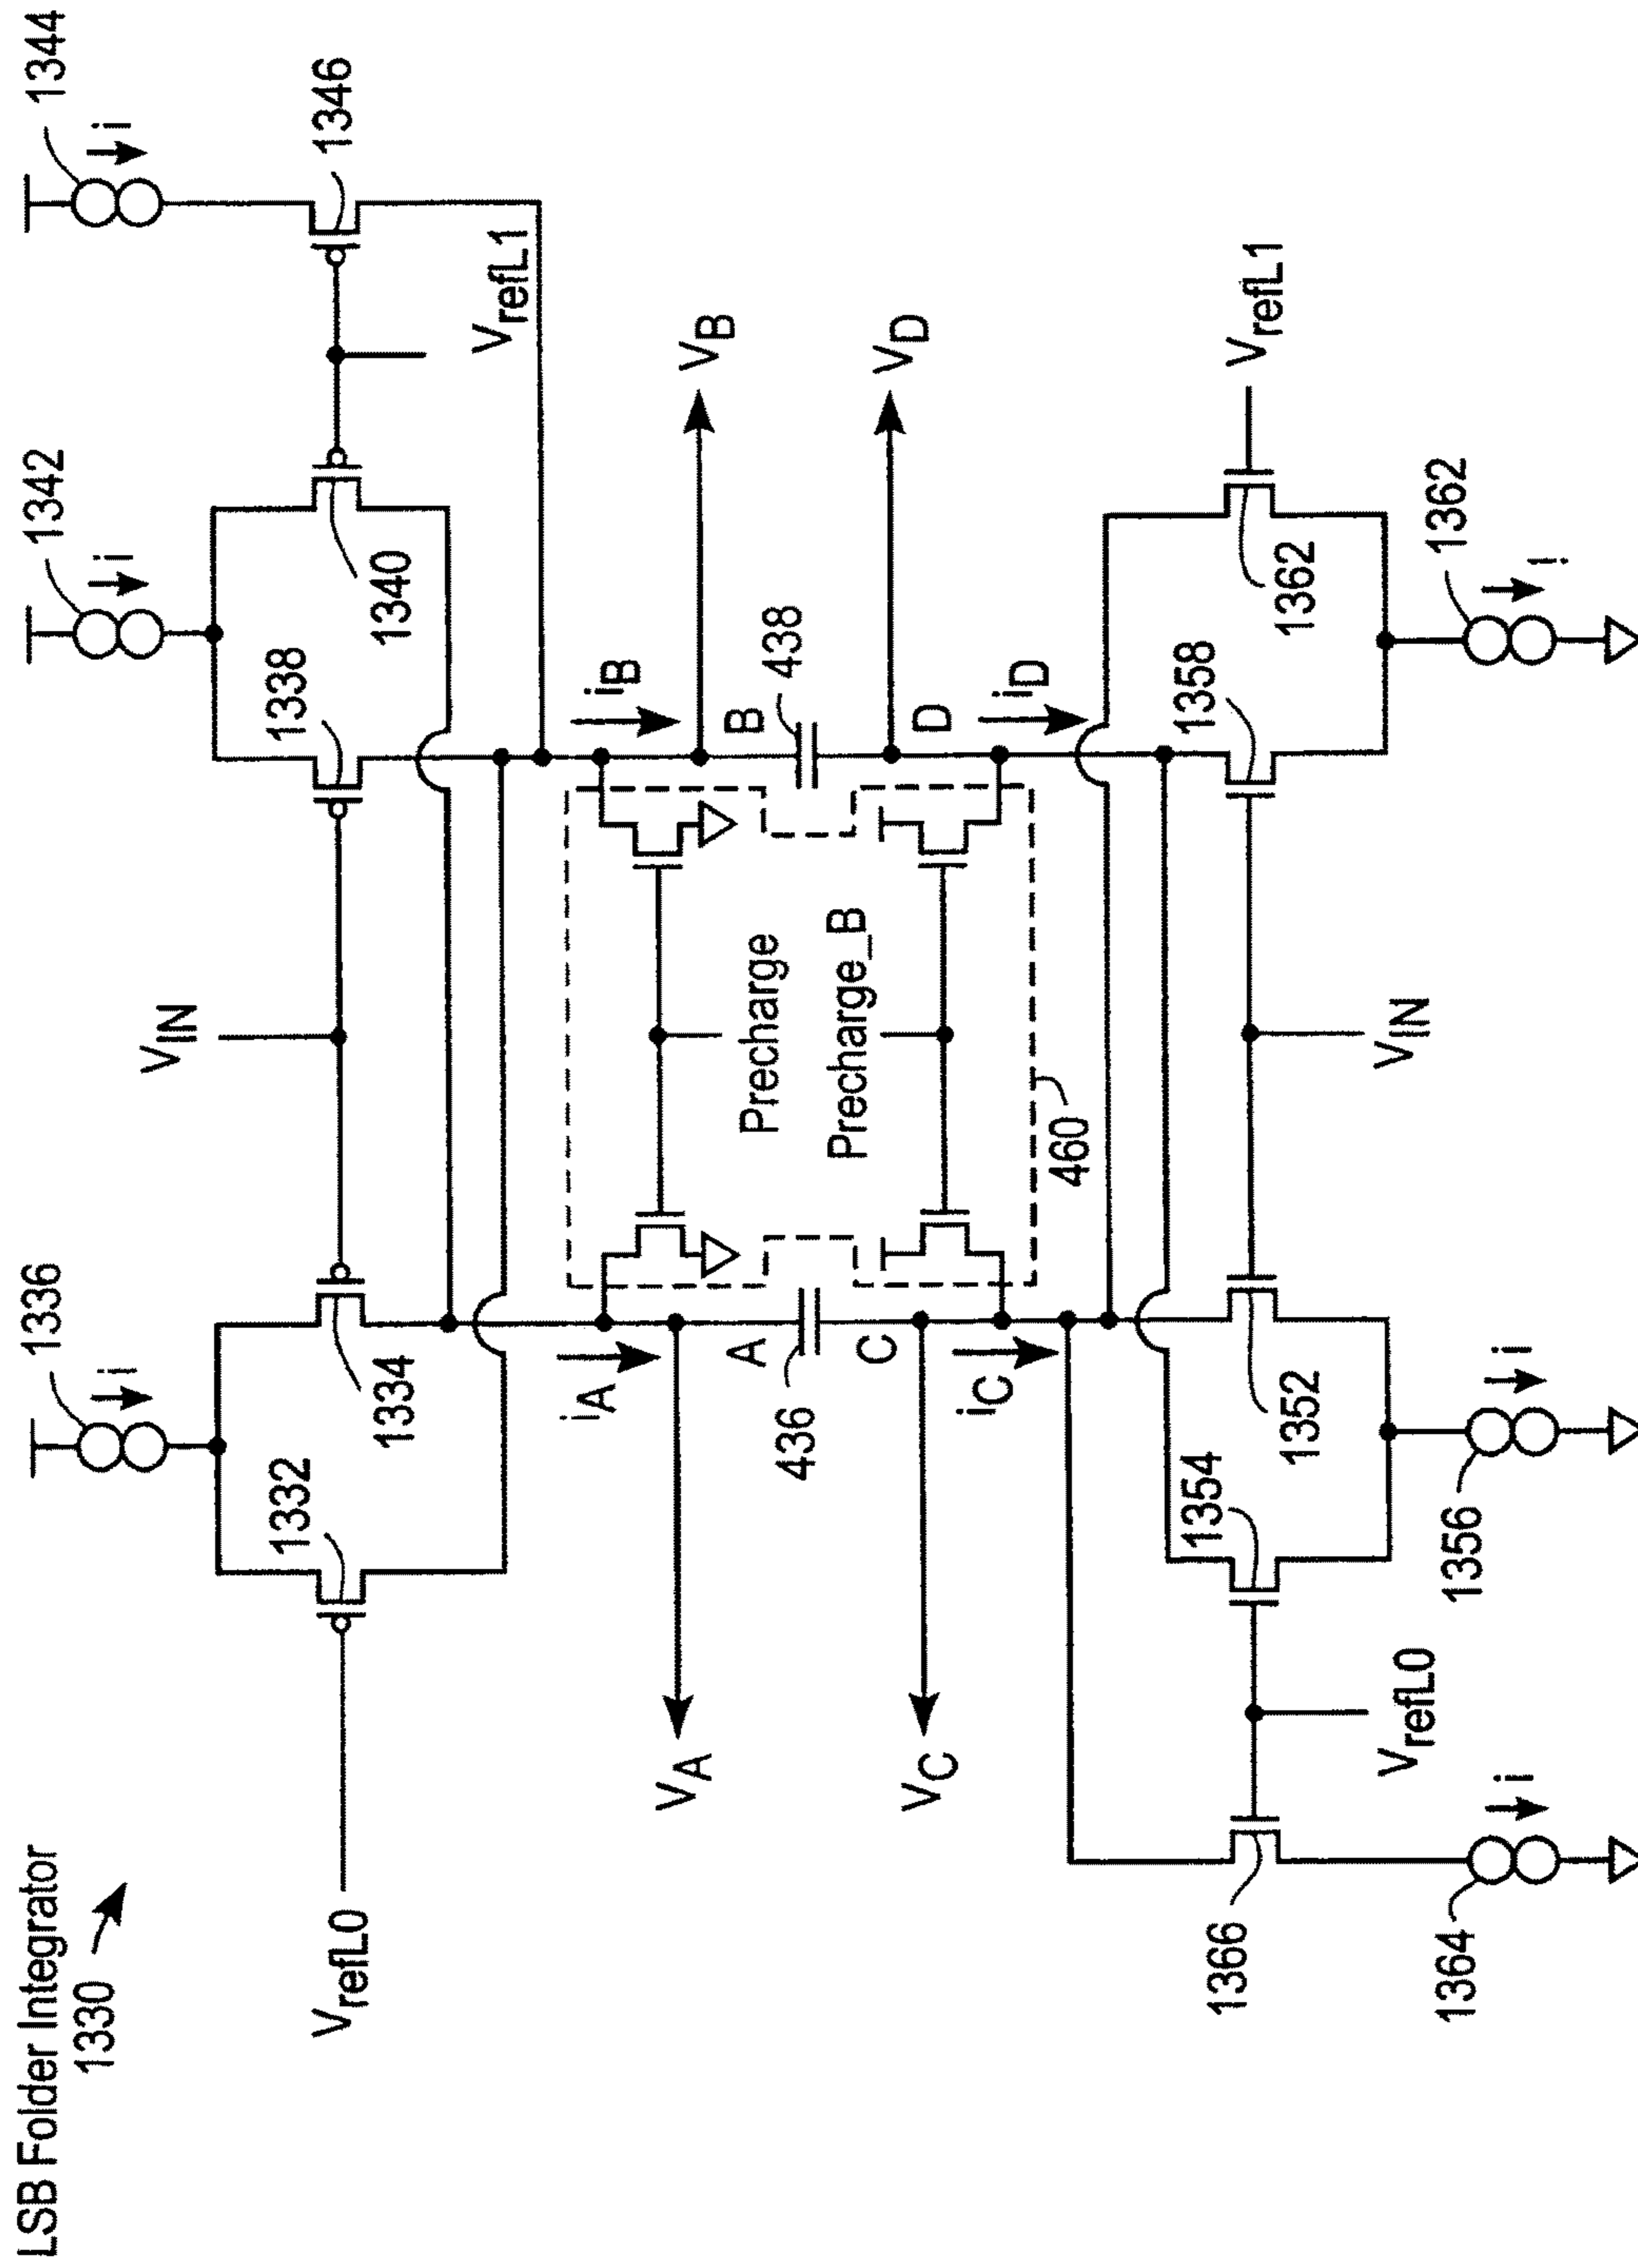 LSB Folder Integrator
1330
1336
i
1342
i
1344
i
1332
1334
1338
1340
1346
VrefL0
VIN
VrefL1
iA
iB
VA
A
B
VB
436
438
Precharge
Precharge_B
460
VC
C
D
VD
iC
iD
1366
1354
1352
1358
1362
VrefL1
VrefL0
VIN
1364
i
1356
i
1362
i